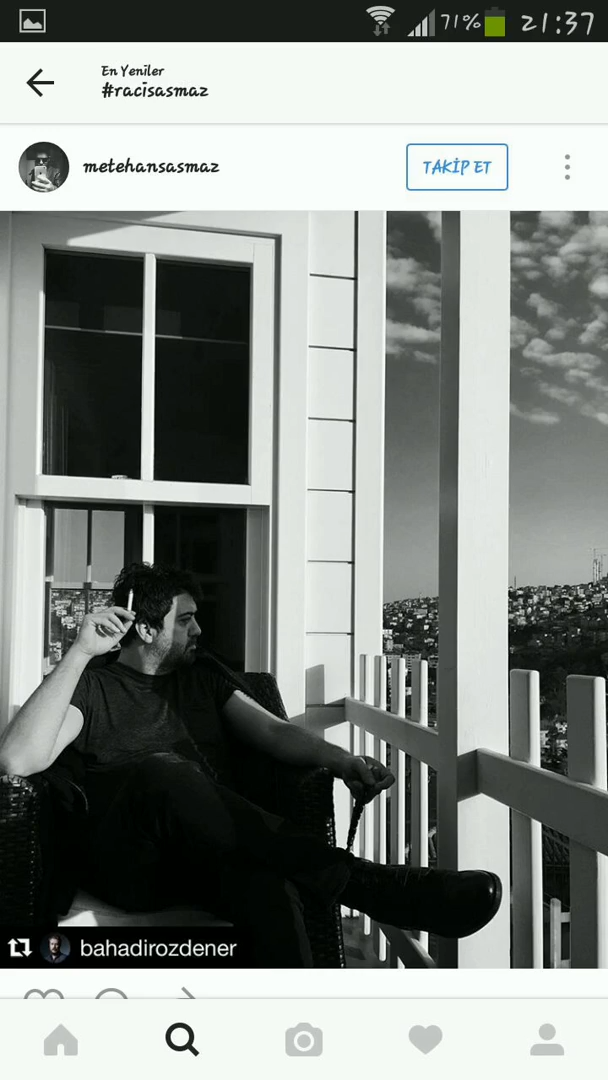 71% 21:37
En Yeniler
#racisasmaz
metehansasmaz
TAKİP ET
bahadirozdener